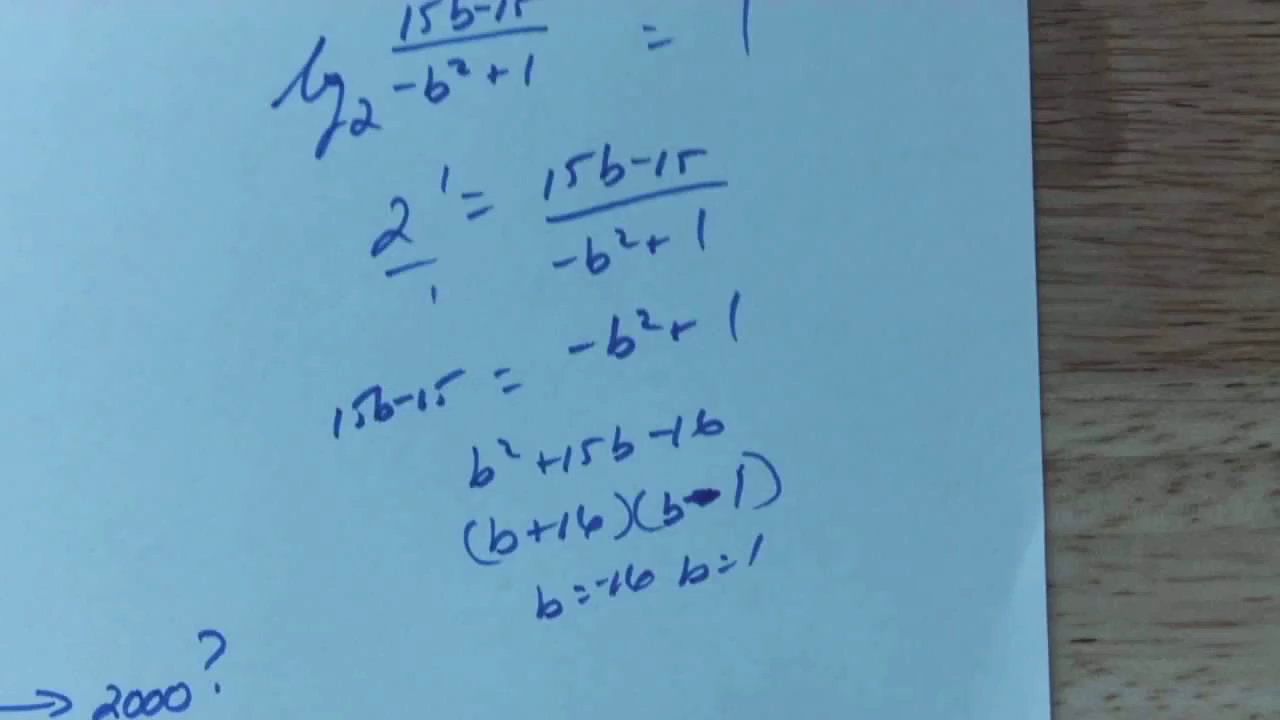 log₂ (15b-15)/(-b² + 1) = 1
2¹/1 = (15b-15)/(-b² + 1)
15b-15 = -b² + 1
b² +15b -16
(b+16)(b-1)
b=-16 b=1
→ 2000?